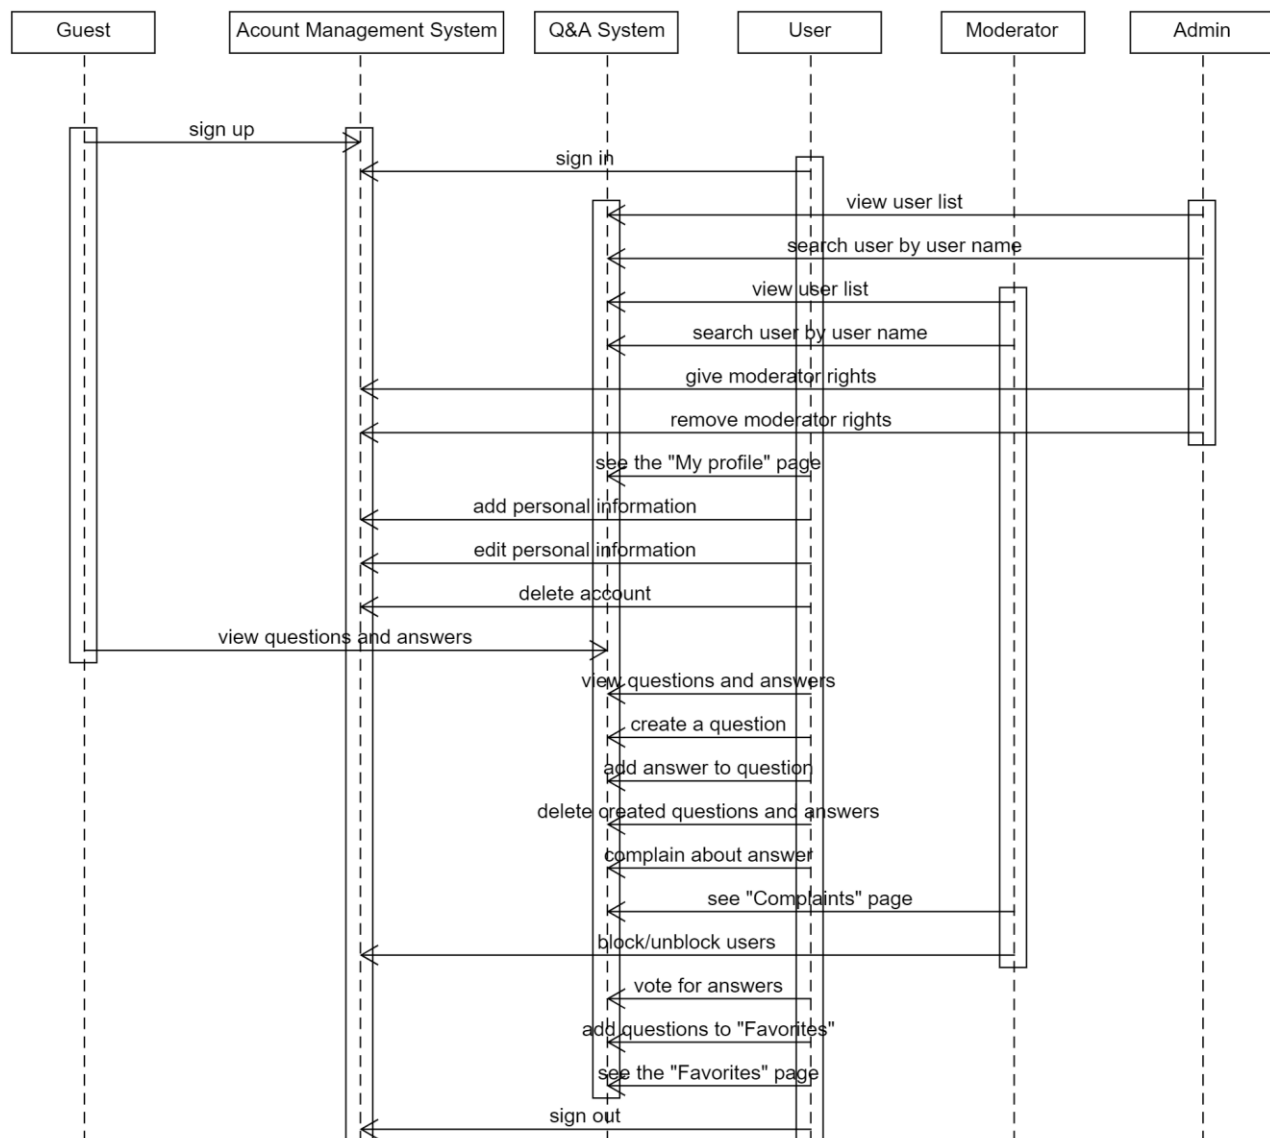 Guest
Acount Management System
Q&A System
User
Moderator
Admin
sign up
sign in
view user list
search user by user name
view user list
search user by user name
give moderator rights
remove moderator rights
see the "My profile" page
add personal information
edit personal information
delete account
view questions and answers
view questions and answers
create a question
add answer to question
delete created questions and answers
complain about answer
see "Complaints" page
block/unblock users
vote for answers
add questions to "Favorites"
see the "Favorites" page
sign out